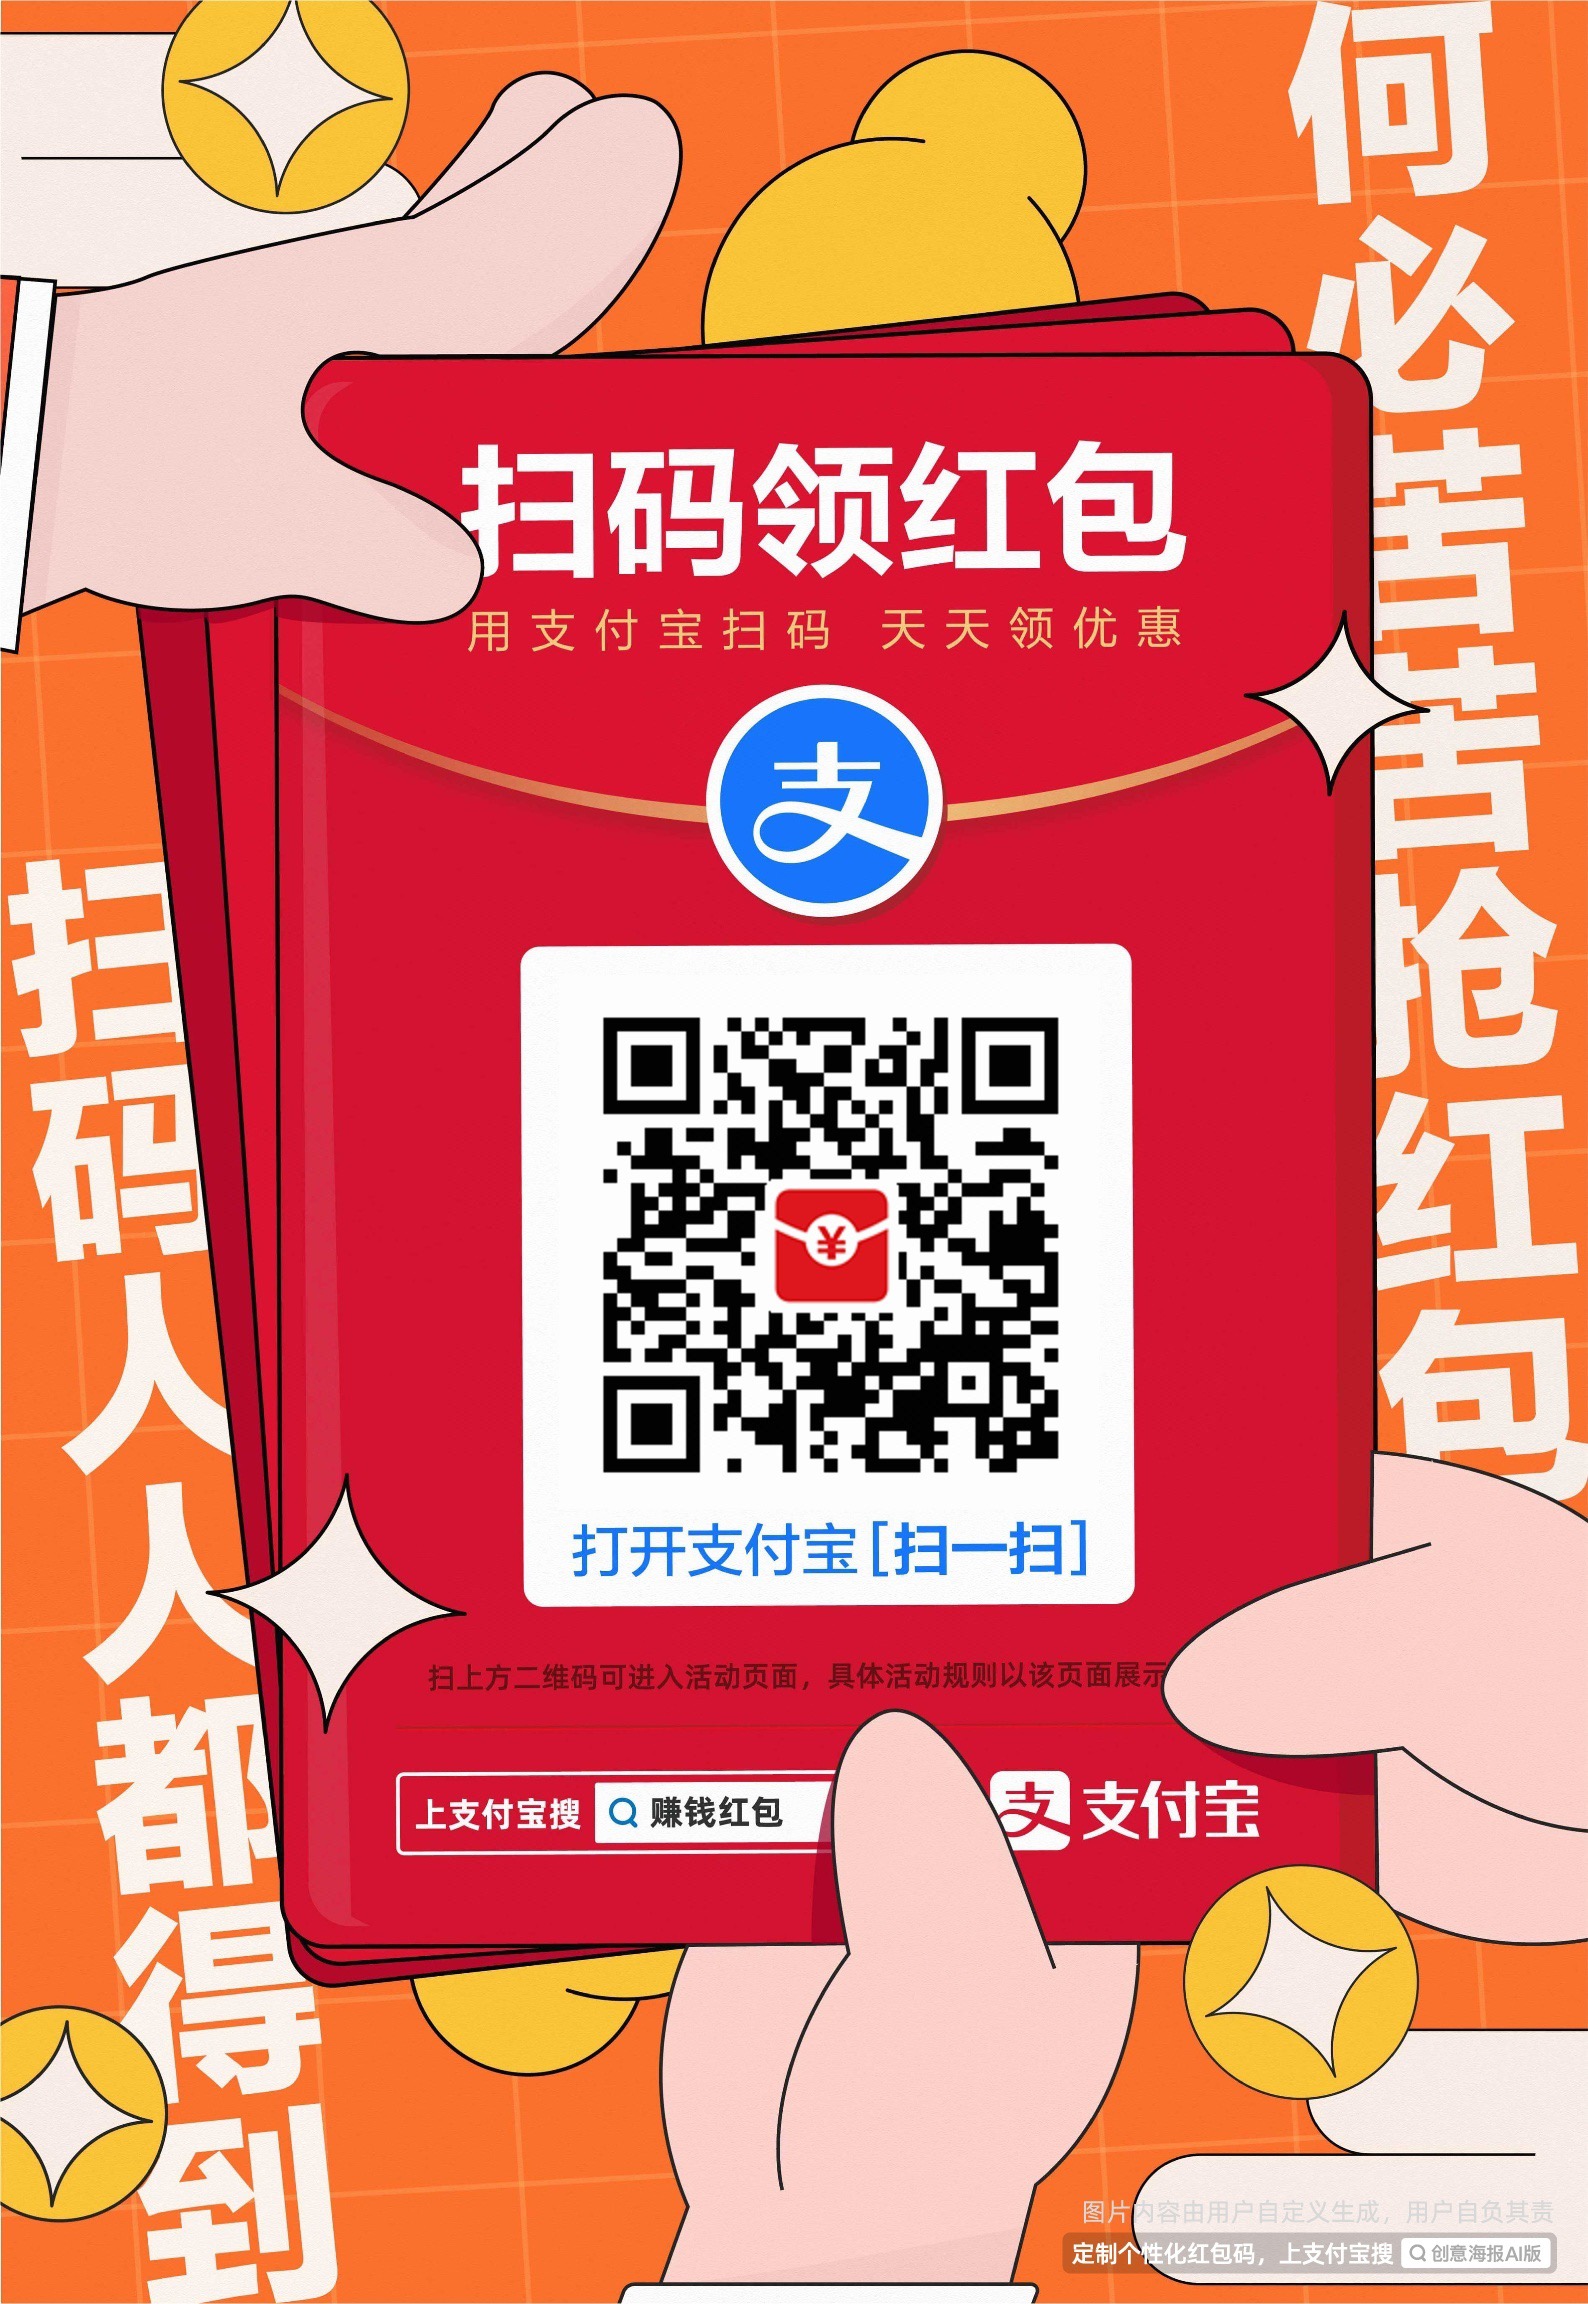 何必苦苦抢红包
扫码人人都得到
扫码领红包
用支付宝扫码 天天领优惠
支
¥
打开支付宝[扫一扫]
扫上方二维码可进入活动页面，具体活动规则以该页面展示
上支付宝搜 赚钱红包
支 支付宝
图片内容由用户自定义生成，用户自负其责
定制个性化红包码，上支付宝搜 创意海报AI版